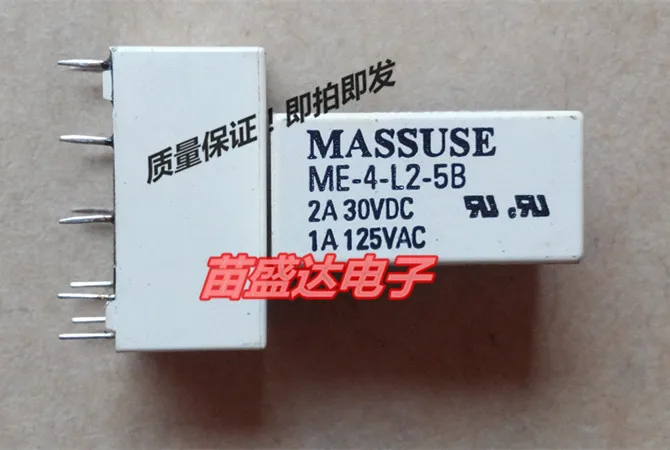 质量保证！即拍即发
MASSUSE
ME-4-L2-5B
2A 30VDC
1A 125VAC
苗盛达电子